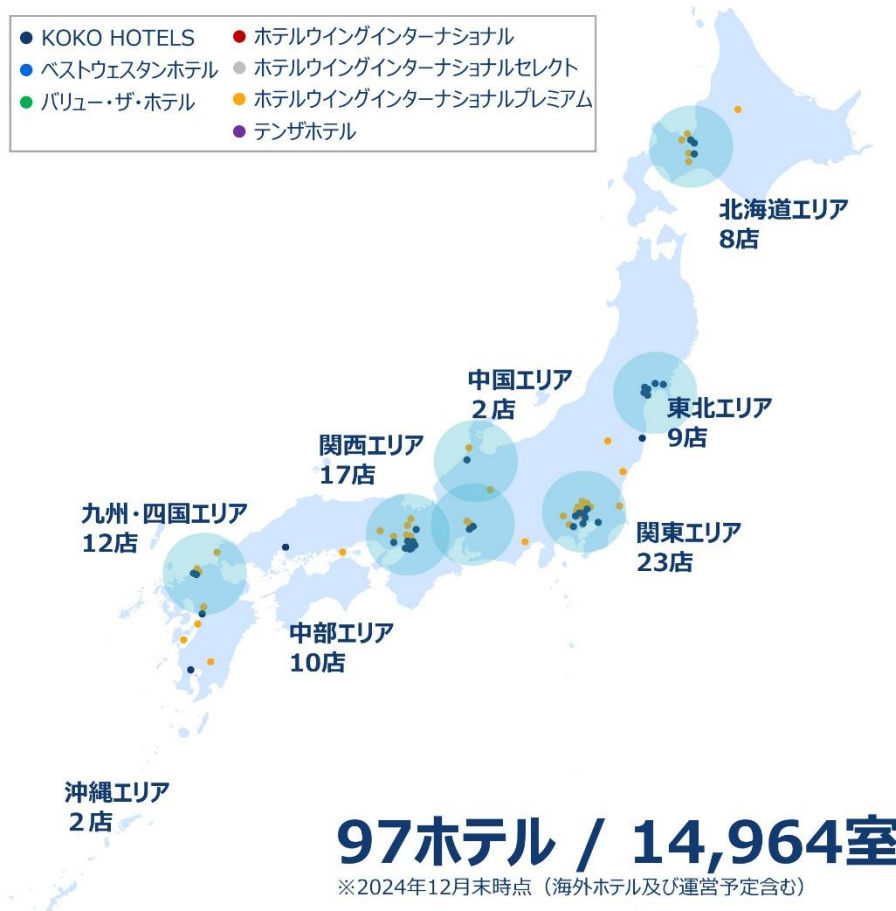 KOKO HOTELS
ベストウェスタンホテル
バリュー・ザ・ホテル
ホテルウイングインターナショナル
ホテルウイングインターナショナルセレクト
ホテルウイングインターナショナルプレミアム
テンザホテル
北海道エリア
8店
東北エリア
9店
中国エリア
2店
関西エリア
17店
九州・四国エリア
12店
関東エリア
23店
中部エリア
10店
沖縄エリア
2店
97ホテル / 14,964室
※2024年12月末時点（海外ホテル及び運営予定含む）